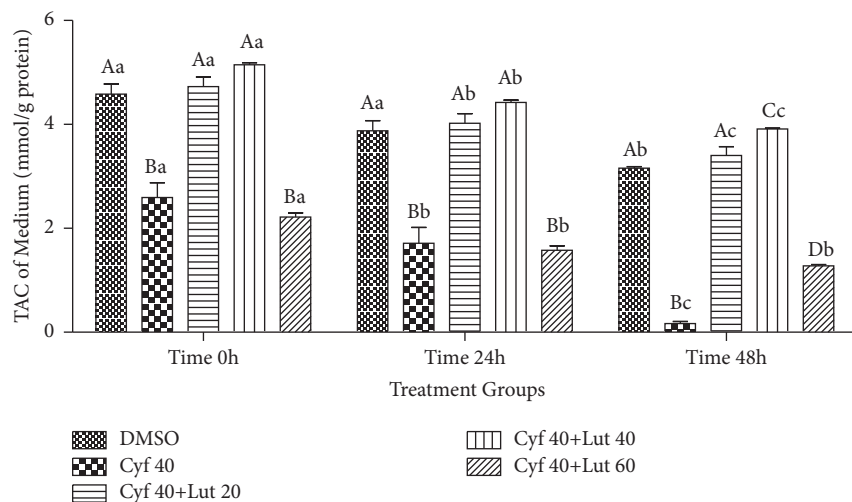 TAC of Medium (mmol/g protein)
6
4
2
0
Aa
Ba
Aa
Aa
Ba
Aa
Bb
Ab
Ab
Bb
Ab
Bc
Ac
Cc
Db
Time 0h
Time 24h
Time 48h
Treatment Groups
DMSO
Cyf 40
Cyf 40+Lut 20
Cyf 40+Lut 40
Cyf 40+Lut 60